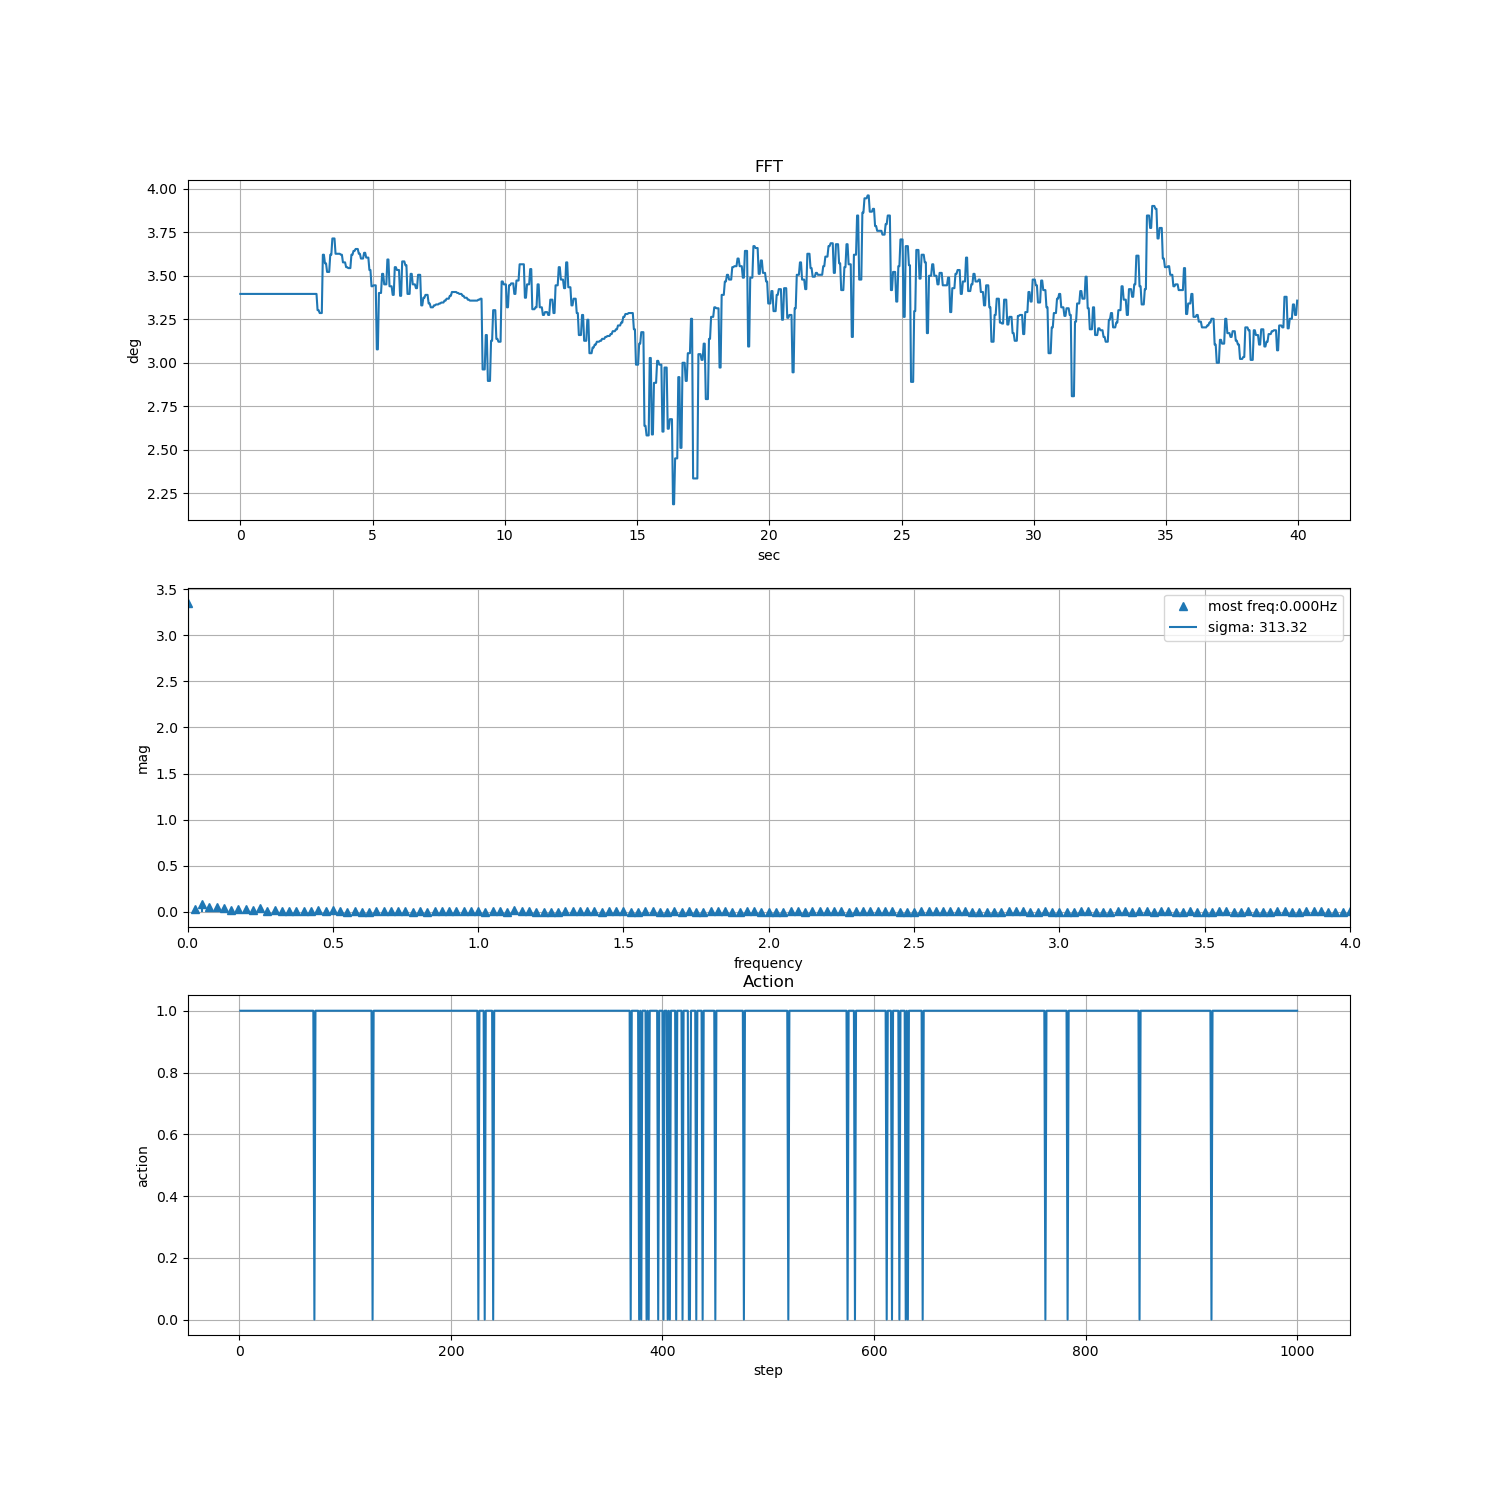 FFT
4.00
3.75
3.50
3.25
3.00
2.75
2.50
2.25
deg
0 5 10 15 20 25 30 35 40
sec
3.5
3.0
2.5
2.0
1.5
1.0
0.5
0.0
mag
most freq:0.000Hz
sigma: 313.32
0.0 0.5 1.0 1.5 2.0 2.5 3.0 3.5 4.0
frequency
Action
1.0
0.8
0.6
0.4
0.2
0.0
action
0 200 400 600 800 1000
step